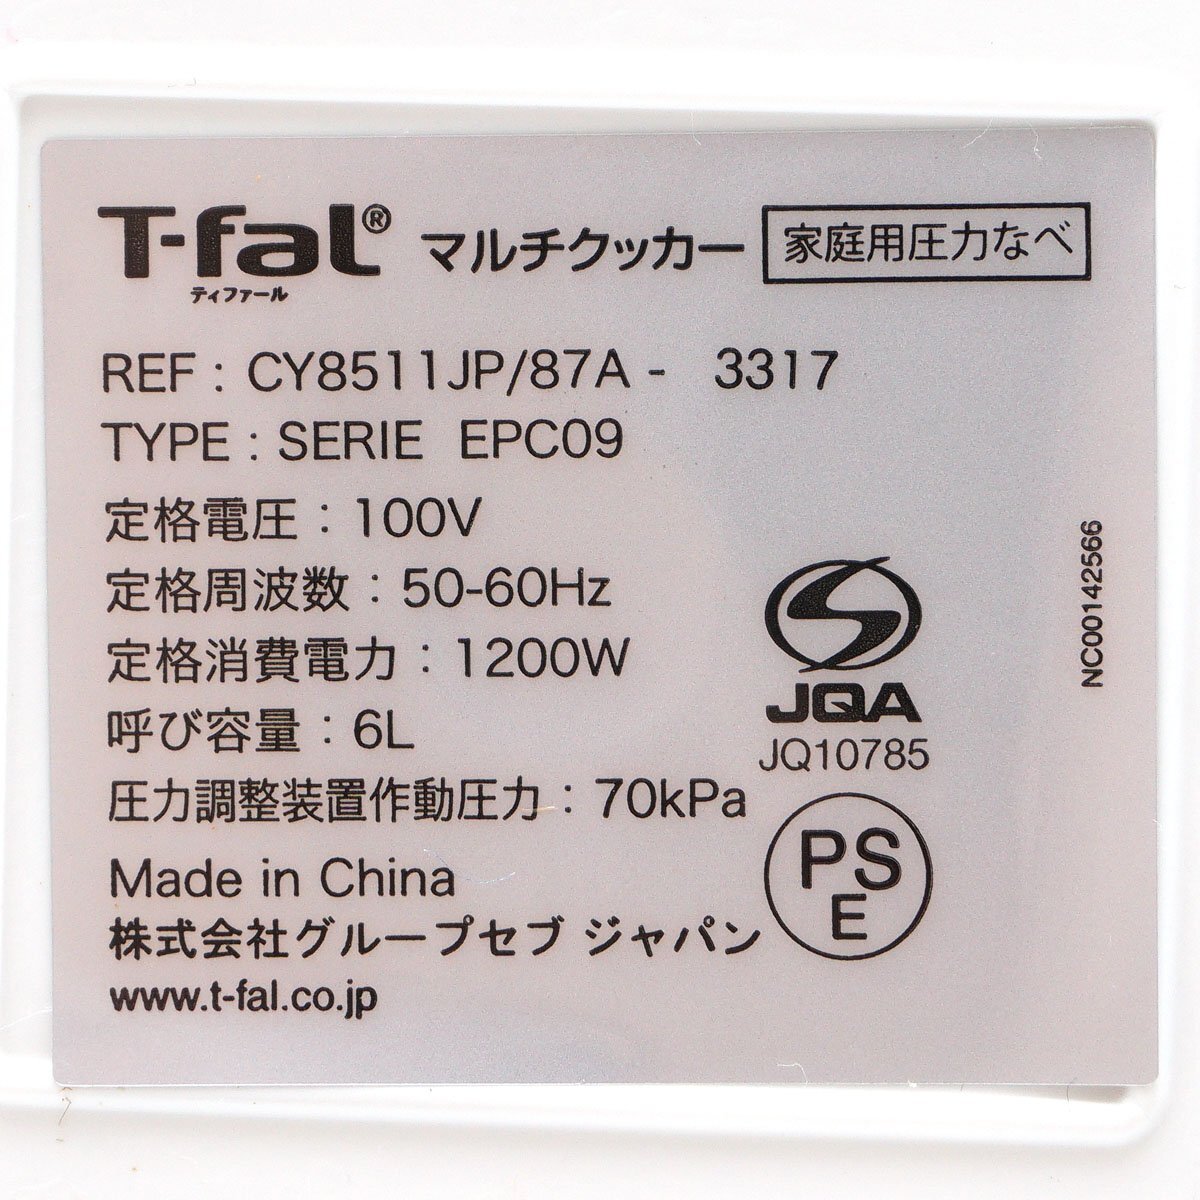 T-fal® マルチクッカー 家庭用圧力なべ
ティファール
REF : CY8511JP/87A - 3317
TYPE : SERIE EPC09
定格電圧：100V
定格周波数：50-60Hz
定格消費電力：1200W
呼び容量：6L
圧力調整装置作動圧力：70kPa
Made in China
株式会社グループセブ ジャパン
www.t-fal.co.jp
JQA
JQ10785
PS
E
NC00142566